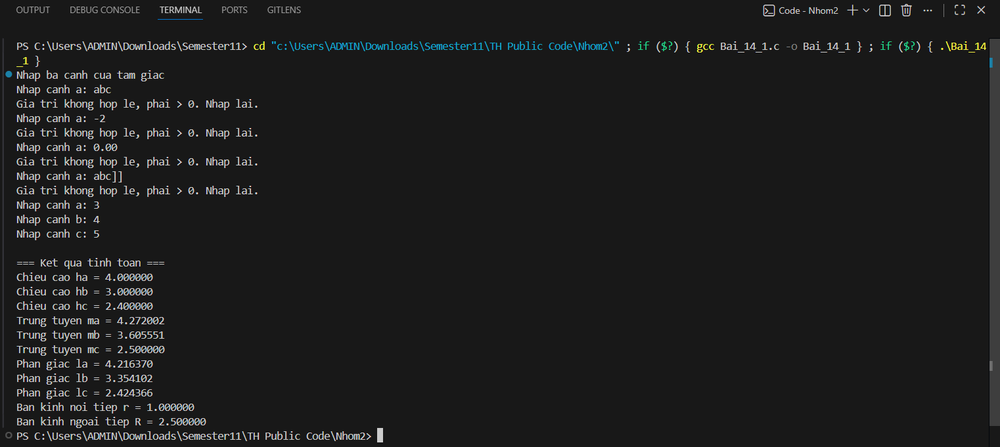 OUTPUT DEBUG CONSOLE TERMINAL PORTS GITLENS Code - Nhom2
PS C:\Users\ADMIN\Downloads\Semester11> cd "c:\Users\ADMIN\Downloads\Semester11\TH Public Code\Nhom2\" ; if ($?) { gcc Bai_14_1.c -o Bai_14_1 } ; if ($?) { .\Bai_14
_1 }
Nhap ba canh cua tam giac
Nhap canh a: abc
Gia tri khong hop le, phai > 0. Nhap lai.
Nhap canh a: -2
Gia tri khong hop le, phai > 0. Nhap lai.
Nhap canh a: 0.00
Gia tri khong hop le, phai > 0. Nhap lai.
Nhap canh a: abc]]
Gia tri khong hop le, phai > 0. Nhap lai.
Nhap canh a: 3
Nhap canh b: 4
Nhap canh c: 5
=== Ket qua tinh toan ===
Chieu cao ha = 4.000000
Chieu cao hb = 3.000000
Chieu cao hc = 2.400000
Trung tuyen ma = 4.272002
Trung tuyen mb = 3.605551
Trung tuyen mc = 2.500000
Phan giac la = 4.216370
Phan giac lb = 3.354102
Phan giac lc = 2.424366
Ban kinh noi tiep r = 1.000000
Ban kinh ngoai tiep R = 2.500000
PS C:\Users\ADMIN\Downloads\Semester11\TH Public Code\Nhom2>